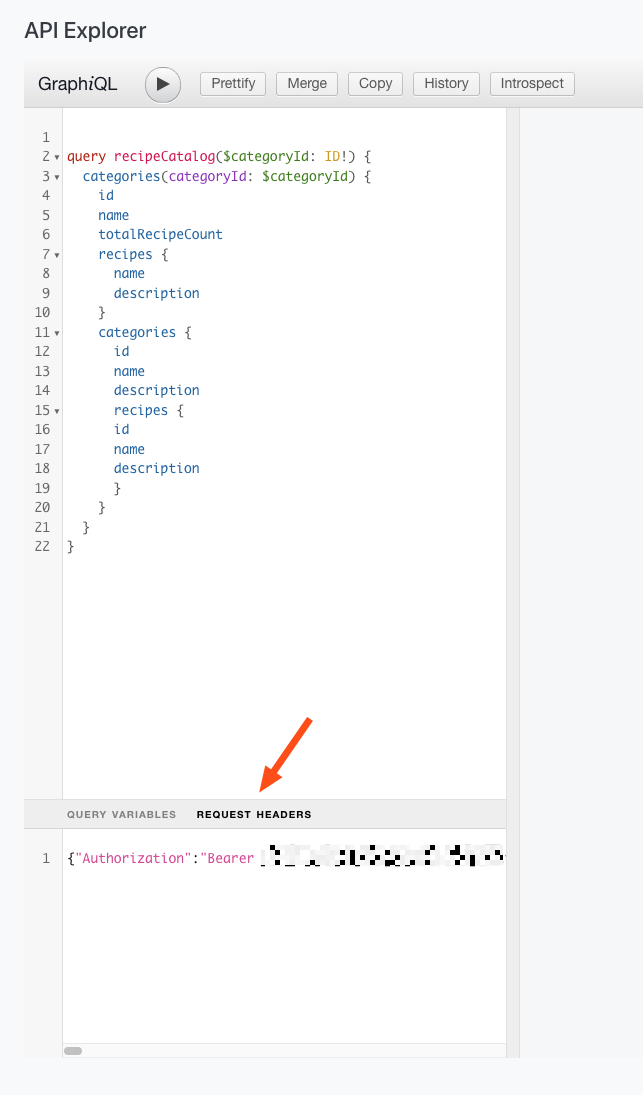 API Explorer
GraphiQL Prettify Merge Copy History Introspect
1
2 query recipeCatalog($categoryId: ID!) {
3 categories(categoryId: $categoryId) {
4 id
5 name
6 totalRecipeCount
7 recipes {
8 name
9 description
10 }
11 categories {
12 id
13 name
14 description
15 recipes {
16 id
17 name
18 description
19 }
20 }
21 }
22 }
QUERY VARIABLES REQUEST HEADERS
1 {"Authorization":"Bearer